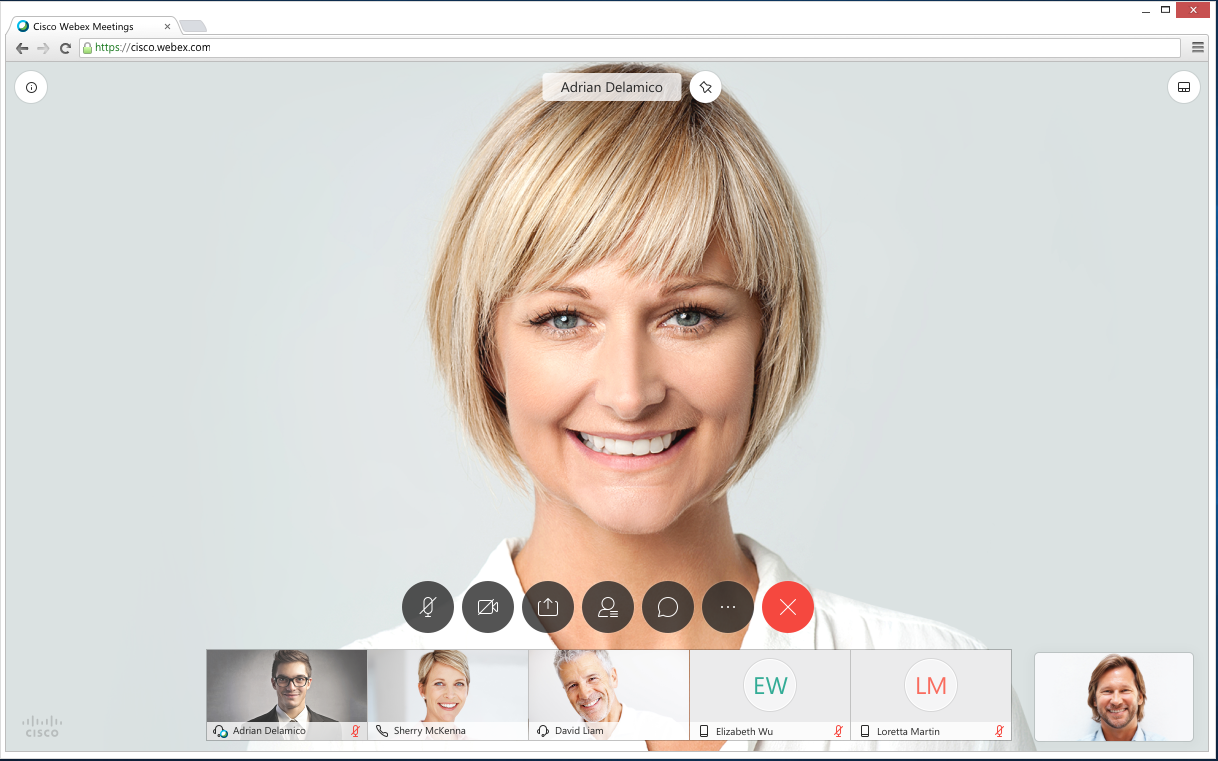 Cisco Webex Meetings
https://cisco.webex.com
Adrian Delamico
EW
LM
Adrian Delamico
Sherry McKenna
David Liam
Elizabeth Wu
Loretta Martin
CISCO